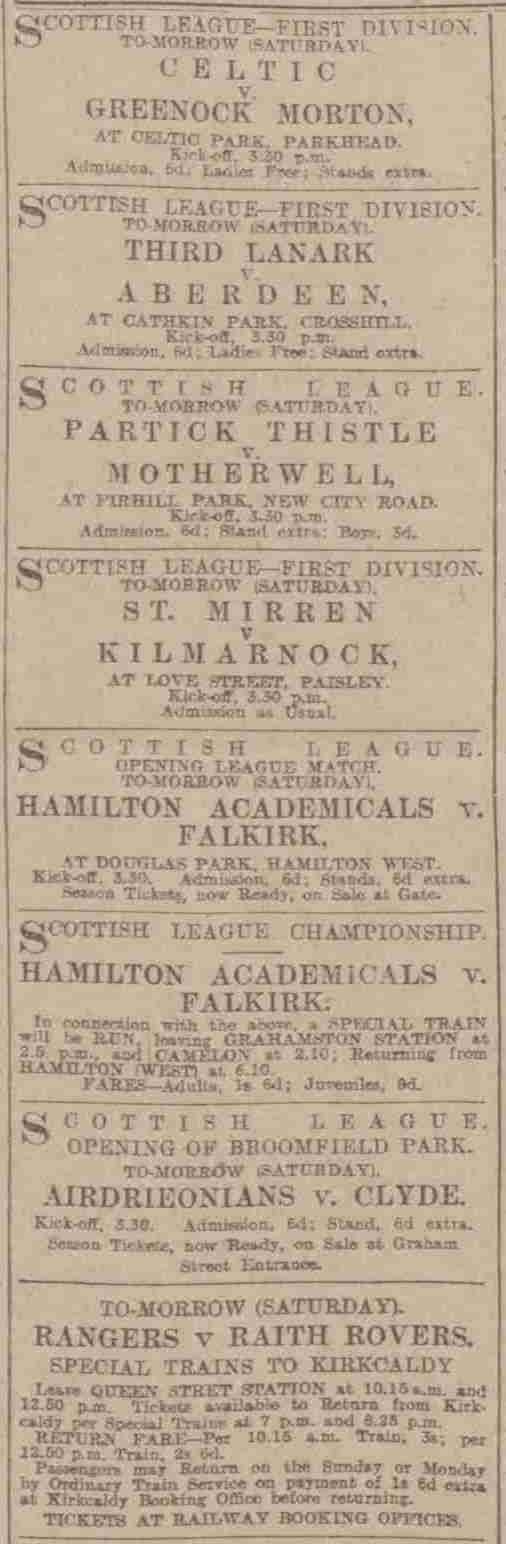 SCOTTISH LEAGUE—FIRST DIVISION.
TO-MORROW (SATURDAY).
CELTIC
v.
GREENOCK MORTON,
AT CELTIC PARK, PARKHEAD.
Kick-off, 3.30 p.m.
Admission, 6d. Ladies Free; Stands extra.
SCOTTISH LEAGUE—FIRST DIVISION.
TO-MORROW (SATURDAY).
THIRD LANARK
v.
ABERDEEN,
AT CATHKIN PARK, CROSSHILL.
Kick-off, 3.30 p.m.
Admission, 6d; Ladies Free; Stand extra.
SCOTTISH LEAGUE.
TO-MORROW (SATURDAY).
PARTICK THISTLE
v.
MOTHERWELL,
AT FIRHILL PARK, NEW CITY ROAD.
Kick-off, 3.30 p.m.
Admission, 6d; Stand extra; Boys, 3d.
SCOTTISH LEAGUE—FIRST DIVISION.
TO-MORROW (SATURDAY).
ST. MIRREN
v
KILMARNOCK,
AT LOVE STREET, PAISLEY.
Kick-off, 3.30 p.m.
Admission as Usual.
SCOTTISH LEAGUE.
OPENING LEAGUE MATCH.
TO-MORROW (SATURDAY),
HAMILTON ACADEMICALS v.
FALKIRK,
AT DOUGLAS PARK, HAMILTON WEST.
Kick-off, 3.30. Admission, 6d; Stands, 6d extra.
Season Tickets, now Ready, on Sale at Gate.
SCOTTISH LEAGUE CHAMPIONSHIP.
HAMILTON ACADEMICALS v.
FALKIRK.
In connection with the above, a SPECIAL TRAIN
will be RUN, leaving GRAHAMSTON STATION at
2.5 p.m., and CAMELON at 2.10; Returning from
HAMILTON (WEST) at 6.10.
FARES—Adults, 1s 6d; Juveniles, 9d.
SCOTTISH LEAGUE.
OPENING OF BROOMFIELD PARK.
TO-MORROW (SATURDAY).
AIRDRIEONIANS v. CLYDE.
Kick-off, 3.30. Admission, 6d; Stand, 6d extra.
Season Tickets, now Ready, on Sale at Graham
Street Entrance.
TO-MORROW (SATURDAY).
RANGERS v RAITH ROVERS.
SPECIAL TRAINS TO KIRKCALDY
Leave QUEEN STRET STATION at 10.15 a.m. and
12.50 p.m. Tickets available to Return from Kirk-
caldy per Special Trains at 7 p.m. and 8.25 p.m.
RETURN FARE—Per 10.15 a.m. Train, 3s; per
12.50 p.m. Train, 2s 6d.
Passengers may Return on the Sunday or Monday
by Ordinary Train Service on payment of 1s 6d extra
at Kirkcaldy Booking Office before returning.
TICKETS AT RAILWAY BOOKING OFFICES.